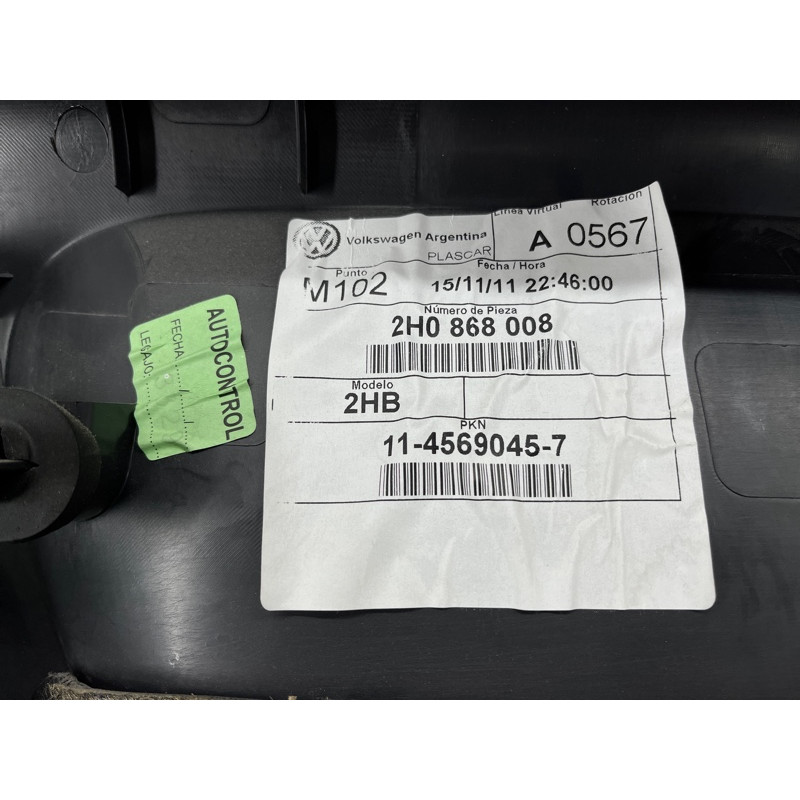 Volkswagen Argentina
PLASCAR
Línea Virtual
Rotación
A 0567
Punto
M102
Fecha / Hora
15/11/11 22:46:00
Número de Pieza
2H0 868 008
Modelo
2HB
PKN
11-4569045-7
AUTOCONTROL
FECHA:....../....../......
LEGAJO:........................